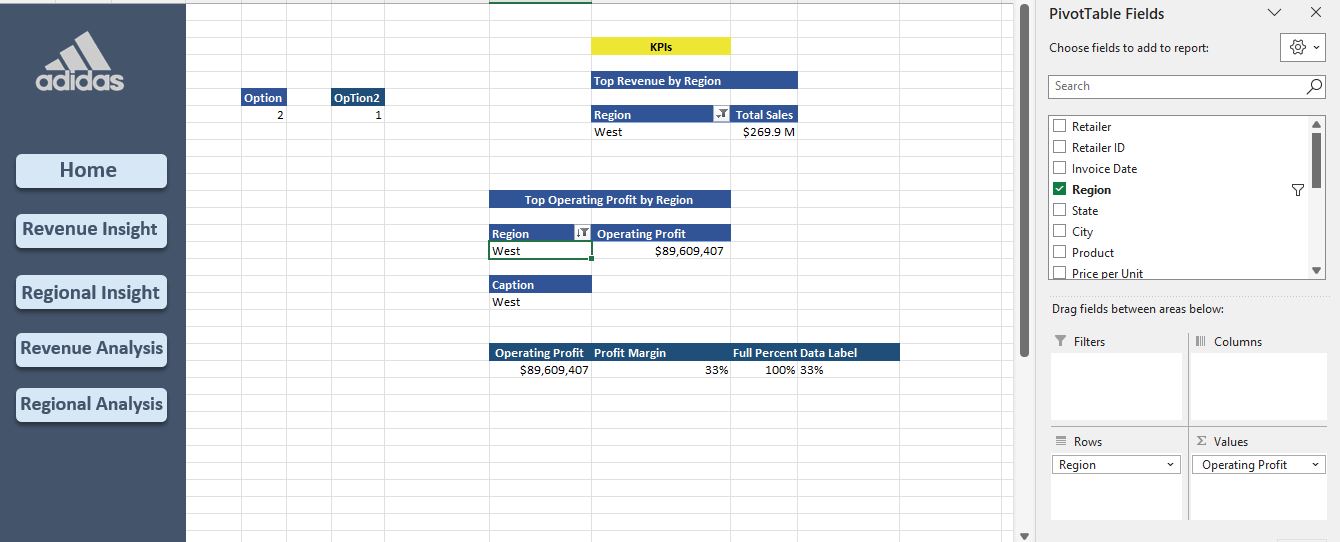 adidas
Home
Revenue Insight
Regional Insight
Revenue Analysis
Regional Analysis
KPIs
Top Revenue by Region
Option OpTion2
2 1
Region Total Sales
West $269.9 M
Top Operating Profit by Region
Region Operating Profit
West $89,609,407
Caption
West
Operating Profit Profit Margin Full Percent Data Label
$89,609,407 33% 100% 33%
PivotTable Fields
Choose fields to add to report:
Search
Retailer
Retailer ID
Invoice Date
Region
State
City
Product
Price per Unit
Drag fields between areas below:
Filters Columns
Rows Σ Values
Region Operating Profit